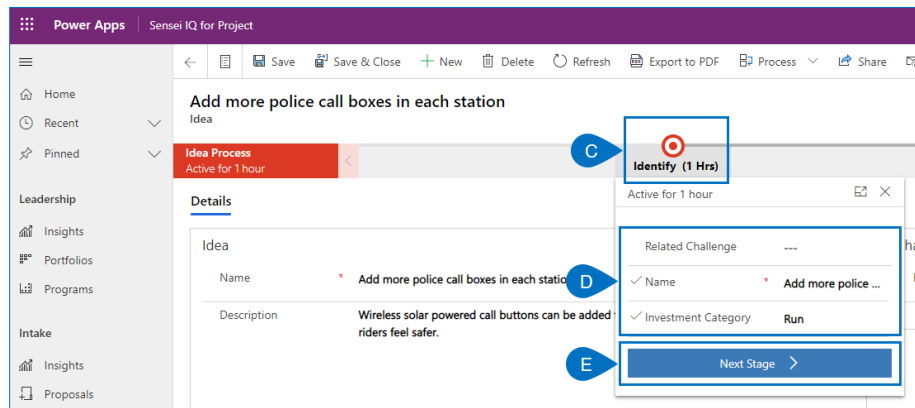 Power Apps Sensei IQ for Project
Save Save & Close New Delete Refresh Export to PDF Process Share
Home
Recent
Pinned
Leadership
Insights
Portfolios
Programs
Intake
Insights
Proposals
Add more police call boxes in each station
Idea
Idea Process
Active for 1 hour
C
Identify (1 Hrs)
Details
Idea
Name * Add more police call boxes in each statio
Description Wireless solar powered call buttons can be added
riders feel safer.
Active for 1 hour
D
Related Challenge ---
Name * Add more police ...
Investment Category Run
E
Next Stage